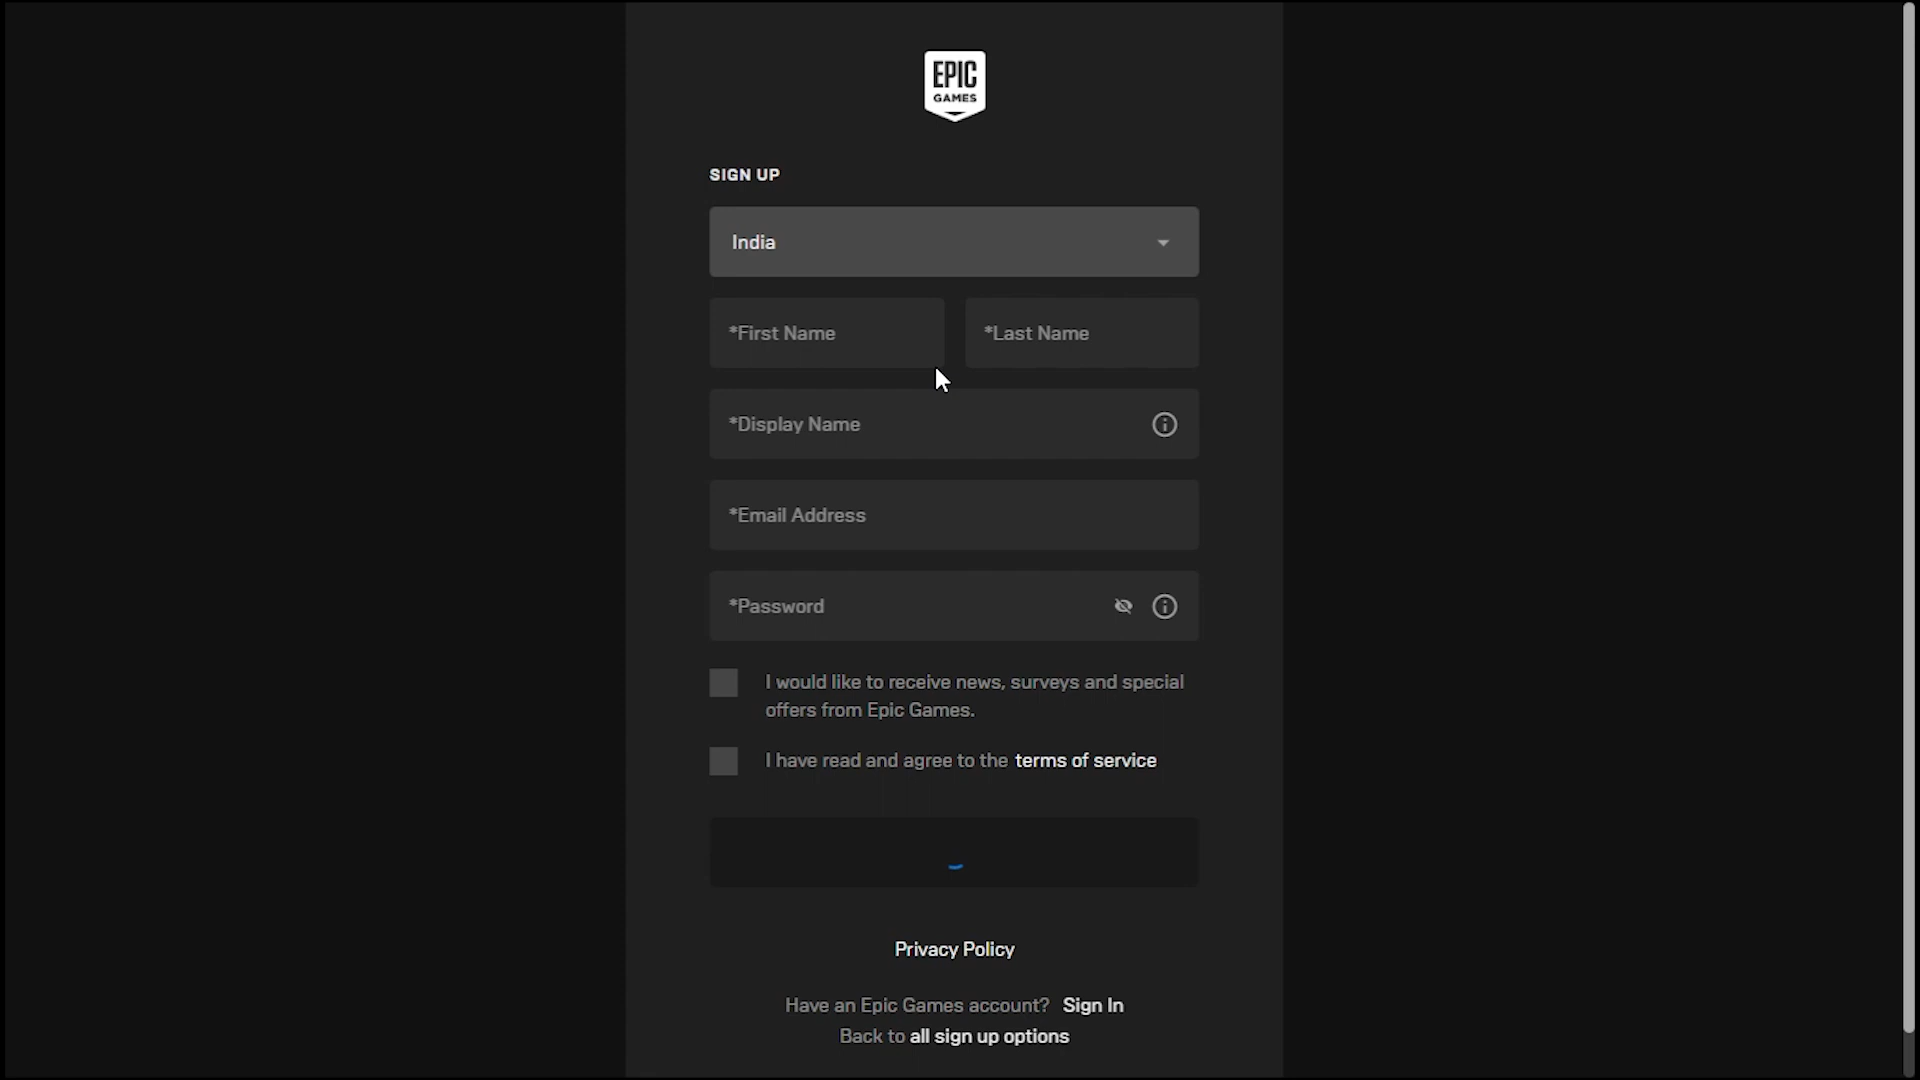 EPIC
GAMES
SIGN UP
India
*First Name
*Last Name
*Display Name
*Email Address
*Password
I would like to receive news, surveys and special
offers from Epic Games.
I have read and agree to the terms of service
Privacy Policy
Have an Epic Games account? Sign In
Back to all sign up options